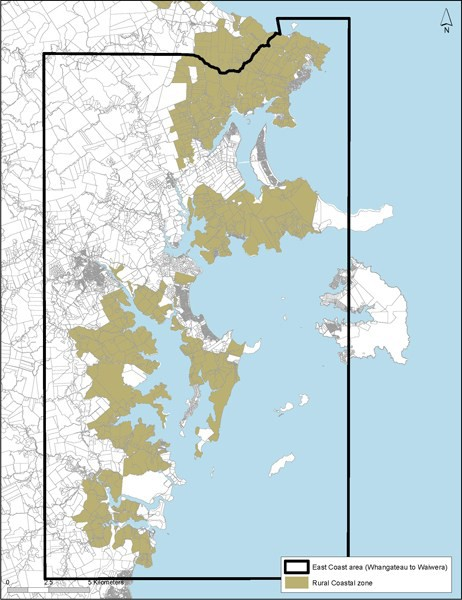 N
East Coast area (Whangateau to Waiwera)
Rural Coastal zone
0 2.5 5 Kilometers